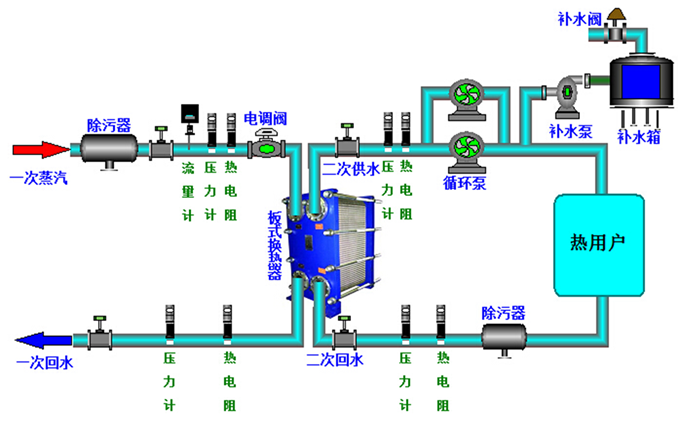 补水阀
除污器
电调阀
补水泵
补水箱
一次蒸汽
流量计
压力计
热电阻
二次供水
压力计
热电阻
循环泵
板式换热器
热用户
除污器
一次回水
压力计
热电阻
二次回水
压力计
热电阻